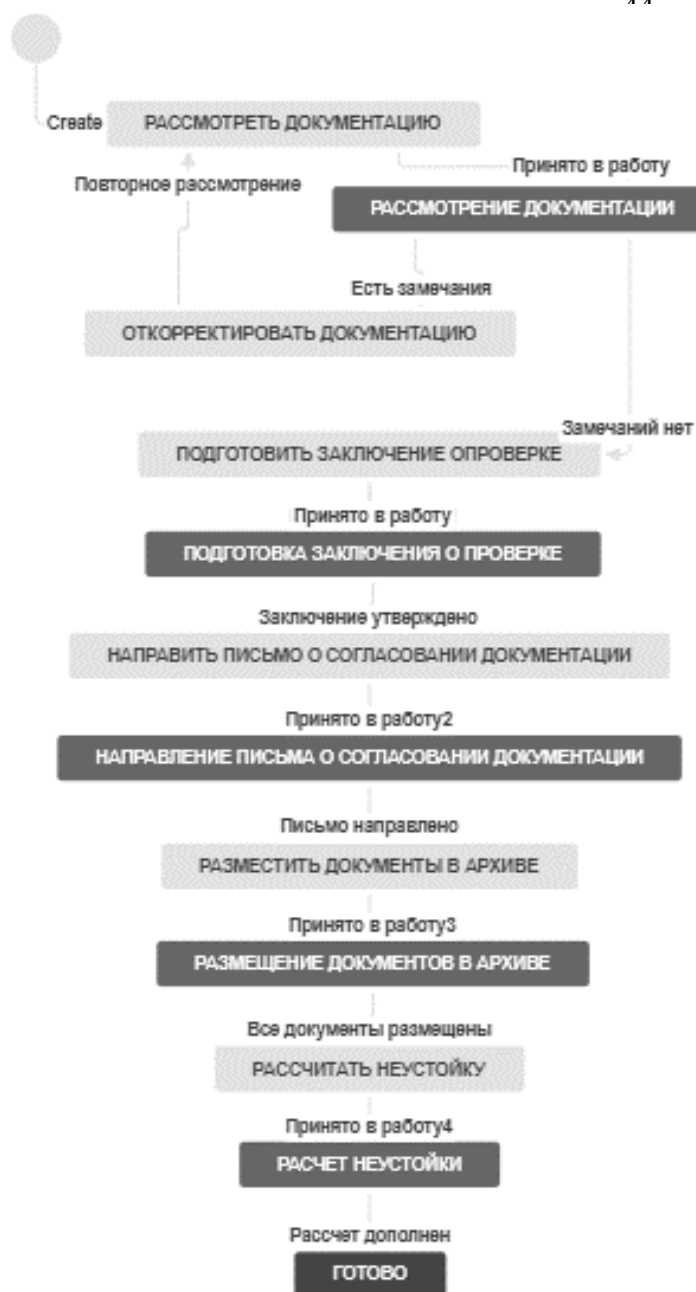 Create
РАССМОТРЕТЬ ДОКУМЕНТАЦИЮ
Принято в работу
Повторное рассмотрение
РАССМОТРЕНИЕ ДОКУМЕНТАЦИИ
Есть замечания
ОТКОРРЕКТИРОВАТЬ ДОКУМЕНТАЦИЮ
Замечаний нет
ПОДГОТОВИТЬ ЗАКЛЮЧЕНИЕ ОПРОВЕРКЕ
Принято в работу
ПОДГОТОВКА ЗАКЛЮЧЕНИЯ О ПРОВЕРКЕ
Заключение утверждено
НАПРАВИТЬ ПИСЬМО О СОГЛАСОВАНИИ ДОКУМЕНТАЦИИ
Принято в работу2
НАПРАВЛЕНИЕ ПИСЬМА О СОГЛАСОВАНИИ ДОКУМЕНТАЦИИ
Письмо направлено
РАЗМЕСТИТЬ ДОКУМЕНТЫ В АРХИВЕ
Принято в работу3
РАЗМЕЩЕНИЕ ДОКУМЕНТОВ В АРХИВЕ
Все документы размещены
РАССЧИТАТЬ НЕУСТОЙКУ
Принято в работу4
РАСЧЕТ НЕУСТОЙКИ
Рассчет дополнен
ГОТОВО